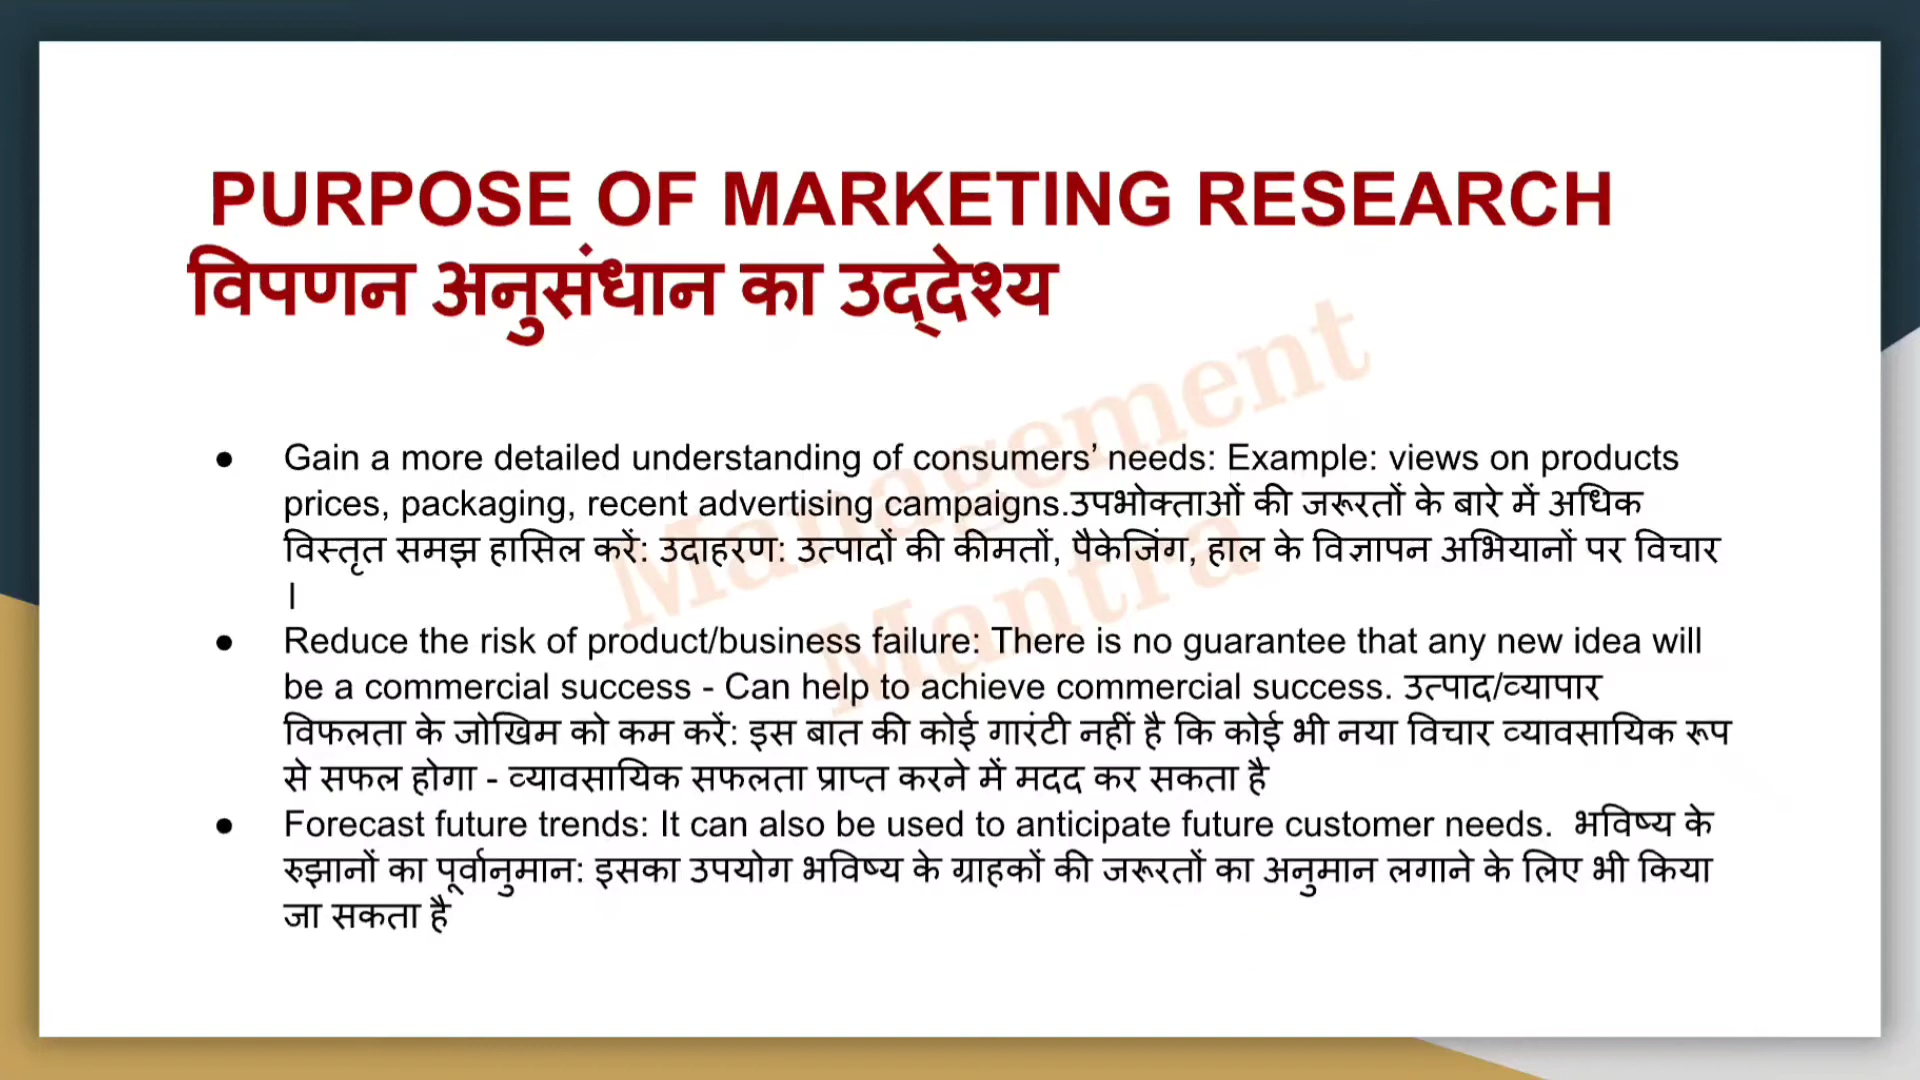 PURPOSE OF MARKETING RESEARCH
विपणन अनुसंधान का उद्देश्य
● Gain a more detailed understanding of consumers’ needs: Example: views on products
prices, packaging, recent advertising campaigns.उपभोक्ताओं की जरूरतों के बारे में अधिक
विस्तृत समझ हासिल करें: उदाहरण: उत्पादों की कीमतों, पैकेजिंग, हाल के विज्ञापन अभियानों पर विचार
।
● Reduce the risk of product/business failure: There is no guarantee that any new idea will
be a commercial success - Can help to achieve commercial success. उत्पाद/व्यापार
विफलता के जोखिम को कम करें: इस बात की कोई गारंटी नहीं है कि कोई भी नया विचार व्यावसायिक रूप
से सफल होगा - व्यावसायिक सफलता प्राप्त करने में मदद कर सकता है
● Forecast future trends: It can also be used to anticipate future customer needs.  भविष्य के
रुझानों का पूर्वानुमान: इसका उपयोग भविष्य के ग्राहकों की जरूरतों का अनुमान लगाने के लिए भी किया
जा सकता है
Management
Mantra